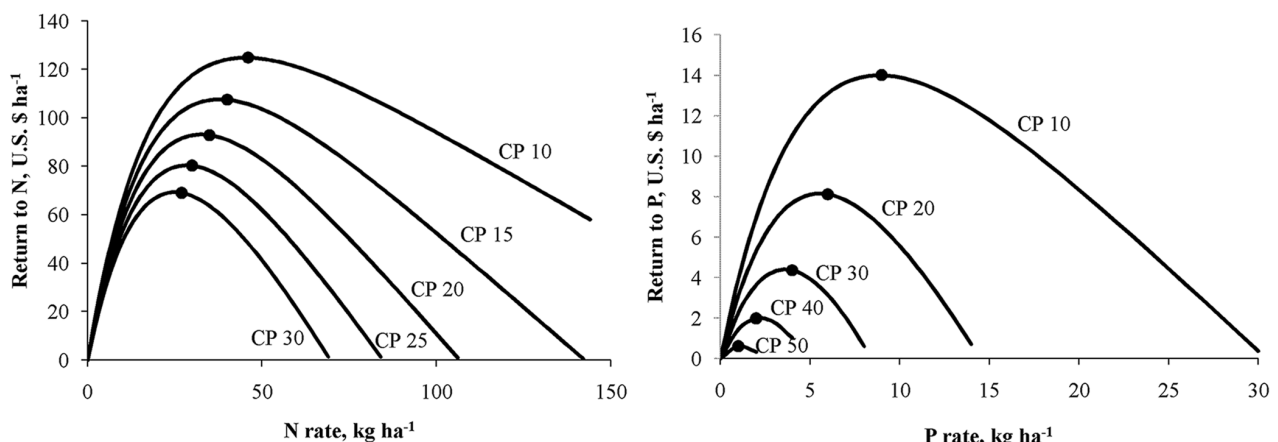 Return to N, U.S. $ ha-1
140
120
100
80
60
40
20
0
CP 10
CP 15
CP 20
CP 25
CP 30
0
50
100
150
N rate, kg ha-1
Return to P, U.S. $ ha-1
16
14
12
10
8
6
4
2
0
CP 10
CP 20
CP 30
CP 40
CP 50
0
5
10
15
20
25
30
P rate, kg ha-1